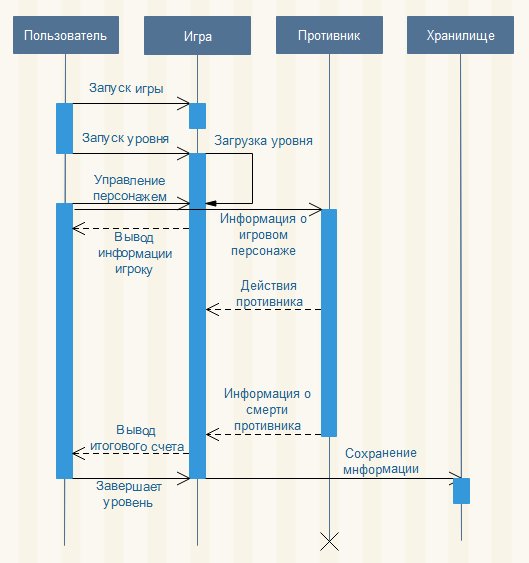 Пользователь
Игра
Противник
Хранилище
Запуск игры
Запуск уровня
Загрузка уровня
Управление
персонажем
Информация о
игровом
персонаже
Вывод
информации
игроку
Действия
противника
Информация о
смерти
противника
Вывод
итогового счета
Сохранение
мнформации
Завершает
уровень